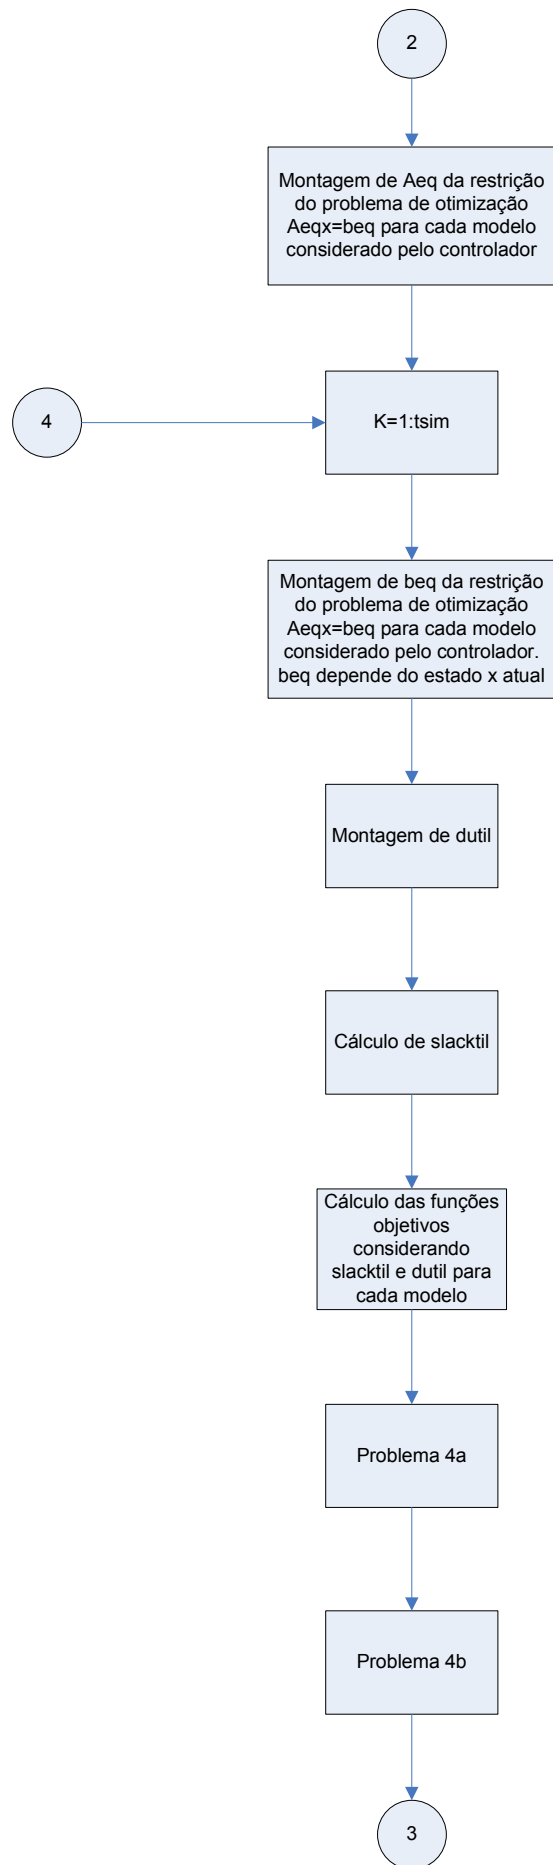 2
Montagem de Aeq da restrição
do problema de otimização
Aeqx=beq para cada modelo
considerado pelo controlador
4
K=1:tsim
Montagem de beq da restrição
do problema de otimização
Aeqx=beq para cada modelo
considerado pelo controlador.
beq depende do estado x atual
Montagem de dutil
Cálculo de slacktil
Cálculo das funções
objetivos
considerando
slacktil e dutil para
cada modelo
Problema 4a
Problema 4b
3